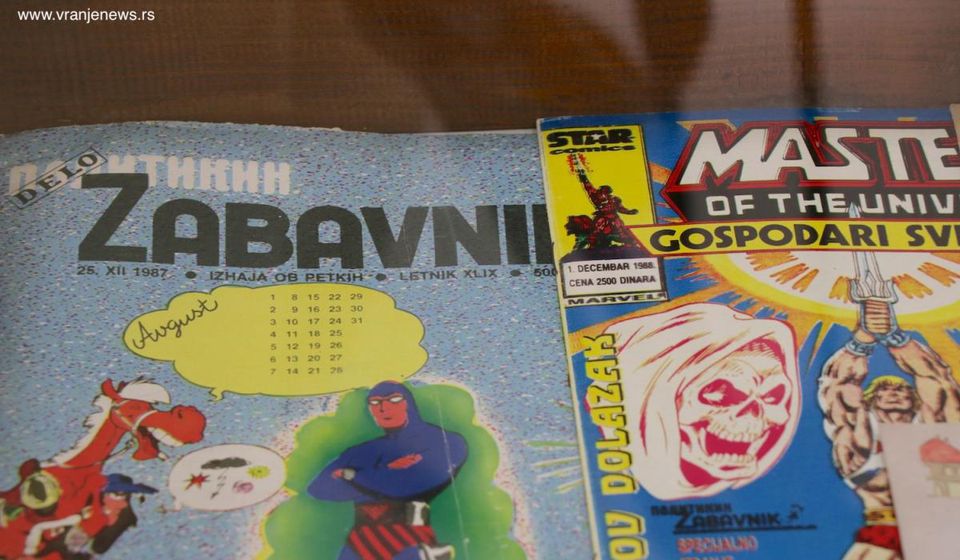 www.vranjenews.rs
ПОЛИТИКИН
DELO
ZABAVNI
25. XII 1987 • IZHAJA OB PETKIH • LETNIK XLIX • 500
August
1 8 15 22 29
2 9 16 23 30
3 10 17 24 31
4 11 18 25
5 12 19 26
6 13 20 27
7 14 21 28
STAR
comics
MASTE
OF THE UNIV
GOSPODARI SV
1. DECEMBAR 1988.
CENA 2500 DINARA
MARVEL
OV DOLAZAK
ПОЛИТИКИН
ZABAVNIK
SPECIJALNO